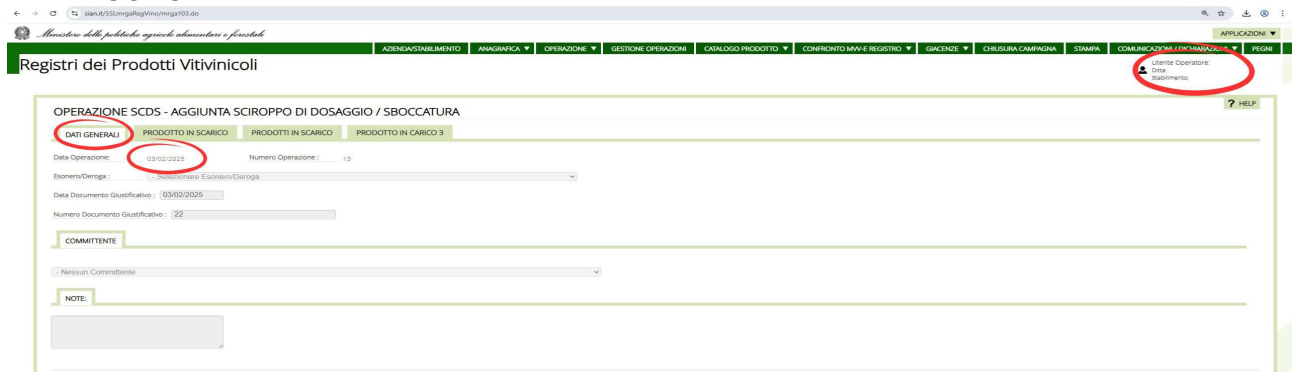 sian.it/SSLmrgaRegVino/mrga103.do
Ministero delle politiche agricole alimentari e forestali
APPLICAZIONI ▼
AZIENDA/STABILIMENTO ANAGRAFICA ▼ OPERAZIONE ▼ GESTIONE OPERAZIONI CATALOGO PRODOTTO ▼ CONFRONTO MVV-E REGISTRO ▼ GIACENZE ▼ CHIUSURA CAMPAGNA STAMPA COMUNICAZIONI / DICHIARAZIONI ▼ PEGNI
Registri dei Prodotti Vitivinicoli
Utente Operatore:
Ditta:
Stabilimento:
? HELP
OPERAZIONE SCDS - AGGIUNTA SCIROPPO DI DOSAGGIO / SBOCCATURA
DATI GENERALI PRODOTTO IN SCARICO PRODOTTI IN SCARICO PRODOTTO IN CARICO 3
Data Operazione: 03/02/2025 Numero Operazione : 13
Esonero/Deroga : - Selezionare Esonero/Deroga
Data Documento Giustificativo : 03/02/2025
Numero Documento Giustificativo : 22
COMMITTENTE
- Nessun Committente
NOTE: